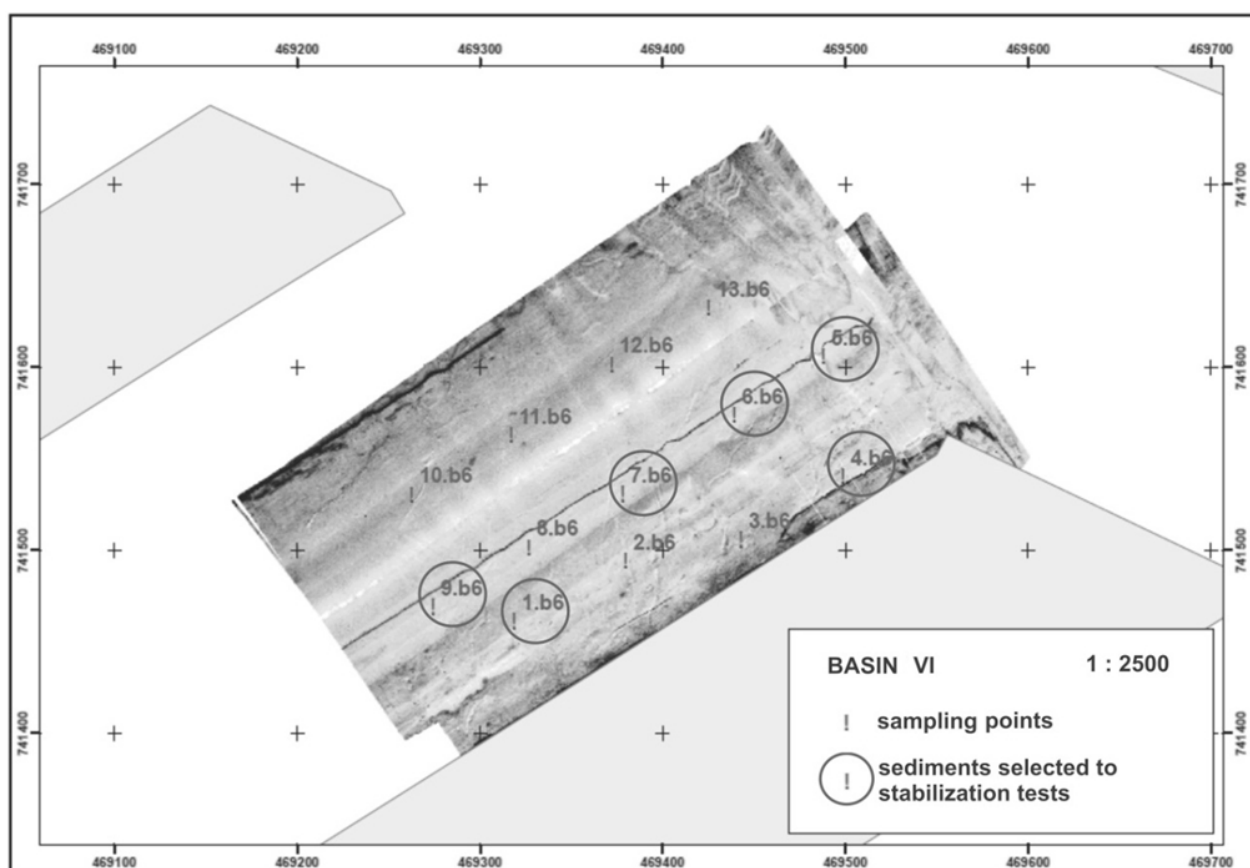 469100 469200 469300 469400 469500 469600 469700
741700 741700
13.b6
12.b6
5.b6
741600 741600
6.b6
11.b6
4.b6
10.b6
7.b6
3.b6
8.b6
2.b6
741500 741500
9.b6
1.b6
BASIN VI 1 : 2500
sampling points
741400 741400
sediments selected to
stabilization tests
469100 469200 469300 469400 469500 469600 469700